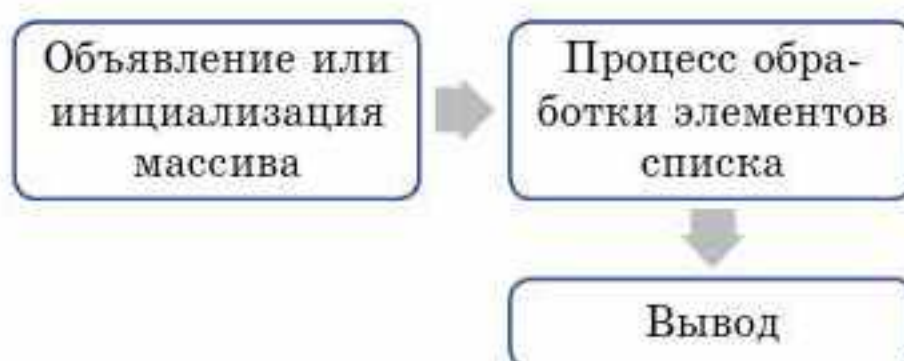 Объявление или
инициализация
массива
Процесс обра-
ботки элементов
списка
Вывод